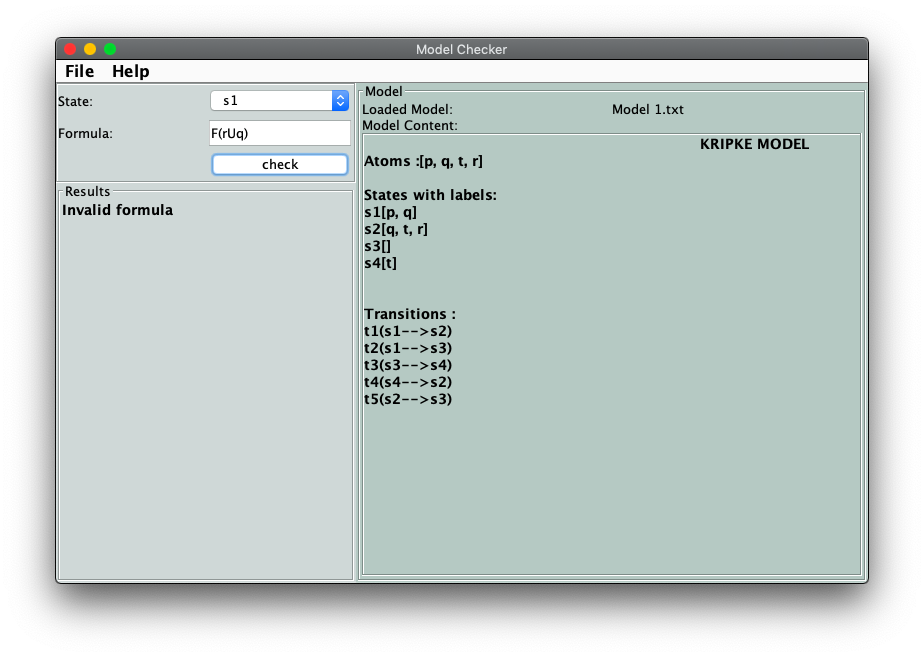 Model Checker
File Help
State: s1
Formula: F(rUq)
check
Results
Invalid formula
Model
Loaded Model: Model 1.txt
Model Content:
KRIPKE MODEL
Atoms :[p, q, t, r]
States with labels:
s1[p, q]
s2[q, t, r]
s3[]
s4[t]
Transitions :
t1(s1-->s2)
t2(s1-->s3)
t3(s3-->s4)
t4(s4-->s2)
t5(s2-->s3)